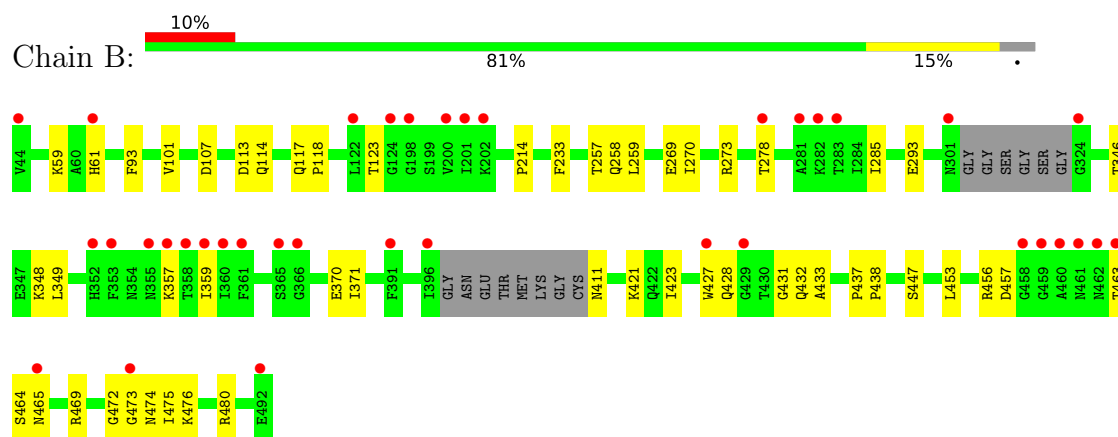 10%
Chain B:
81% 15% •
V44 K59 A60 H61 F93 V101 D107 D113 Q114 Q117 P118 L122 T123 G124 G198 S199 V200 I201 K202 P214 F233 T257 Q258 L259 E269 I270 R273 T278 A281 K282 T283 I284 I285 E293 N301 GLY GLY SER GLY SER GLY G324 T346
E347 K348 L349 H352 F353 N354 N355 K357 T358 I359 I360 F361 S365 G366 E370 I371 F391 I396 GLY ASN GLU THR MET LYS GLY CYS N411 K421 Q422 I423 W427 Q428 G429 T430 G431 Q432 A433 P437 P438 S447 L453 R456 D457 G458 G459 A460 N461 N462 T463
S464 N465 R469 G472 G473 N474 I475 K476 R480 E492